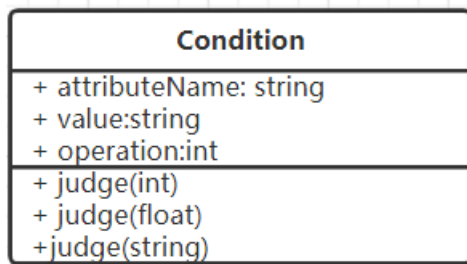 Condition
+ attributeName: string
+ value:string
+ operation:int
+ judge(int)
+ judge(float)
+judge(string)